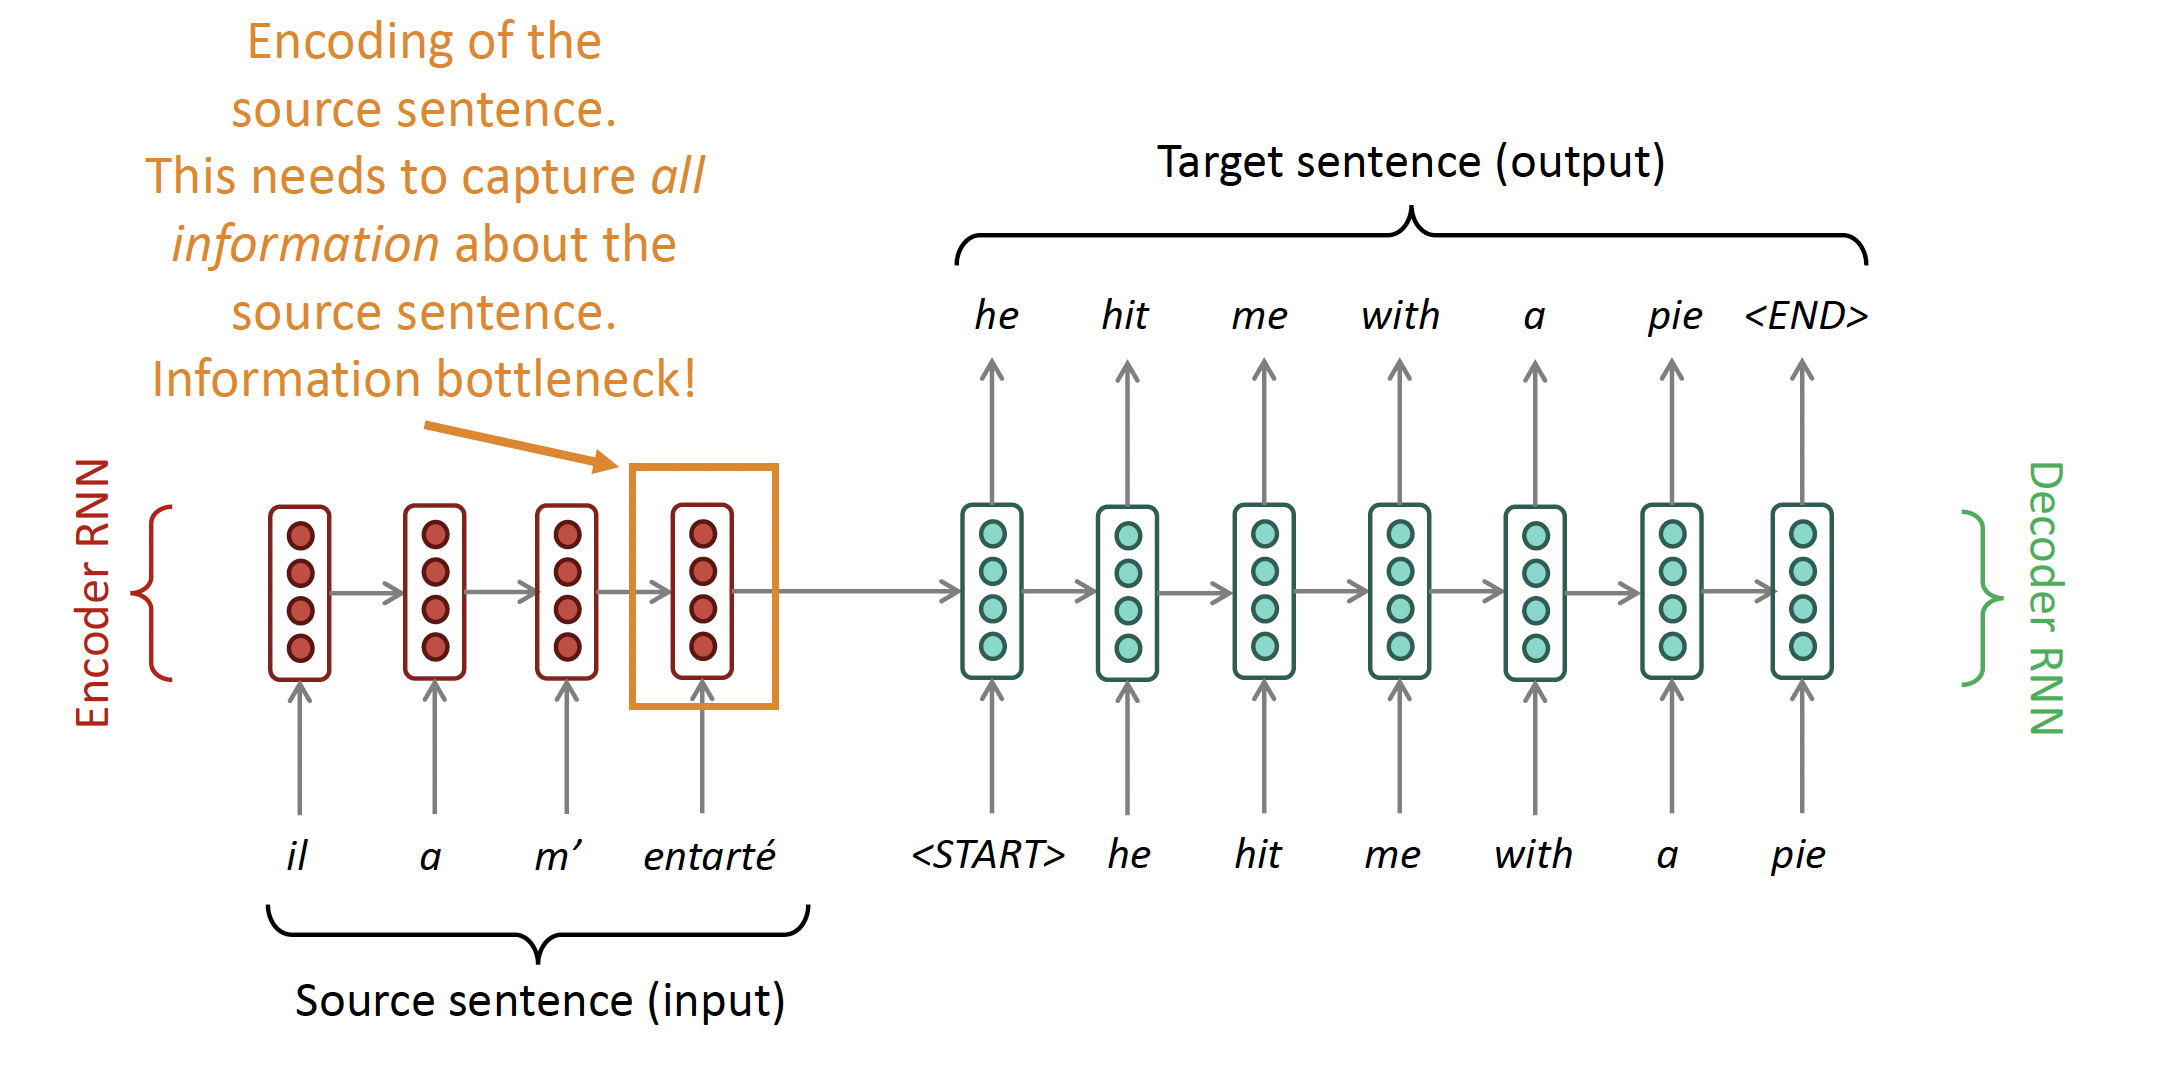 Encoding of the
source sentence.
This needs to capture all
information about the
source sentence.
Information bottleneck!
Target sentence (output)
he hit me with a pie <END>
Encoder RNN
Decoder RNN
il a m’ entarté
<START> he hit me with a pie
Source sentence (input)